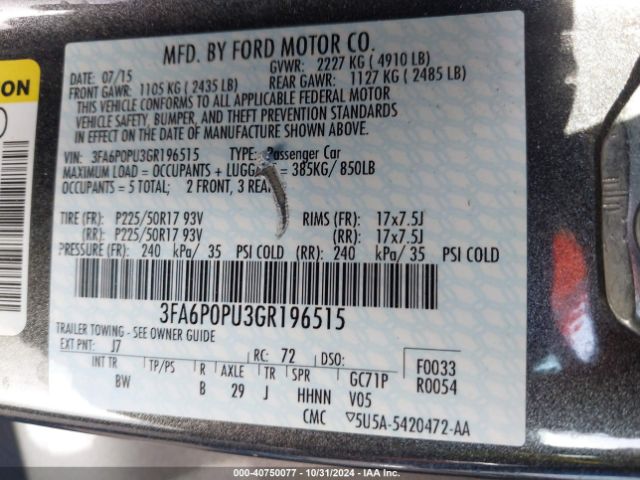 MFD. BY FORD MOTOR CO.
DATE: 07/15 GVWR: 2227 KG ( 4910 LB)
FRONT GAWR: 1105 KG ( 2435 LB) REAR GAWR: 1127 KG ( 2485 LB)
THIS VEHICLE CONFORMS TO ALL APPLICABLE FEDERAL MOTOR
VEHICLE SAFETY, BUMPER, AND THEFT PREVENTION STANDARDS
IN EFFECT ON THE DATE OF MANUFACTURE SHOWN ABOVE.
VIN: 3FA6P0PU3GR196515 TYPE: Passenger Car
MAXIMUM LOAD = OCCUPANTS + LUGGAGE = 385KG/ 850LB
OCCUPANTS = 5 TOTAL; 2 FRONT, 3 REAR
TIRE (FR): P225/50R17 93V RIMS (FR): 17x7.5J
(RR): P225/50R17 93V (RR): 17x7.5J
PRESSURE (FR): 240 kPa/ 35 PSI COLD (RR): 240 kPa/ 35 PSI COLD
3FA6P0PU3GR196515
TRAILER TOWING - SEE OWNER GUIDE
EXT PNT: J7 RC: 72 DSO: F0033
INT TR TP/PS R AXLE TR SPR GC71P R0054
BW B 29 J HHNN V05
CMC 5U5A-5420472-AA
ION
000-40750077 - 10/31/2024 - IAA Inc.